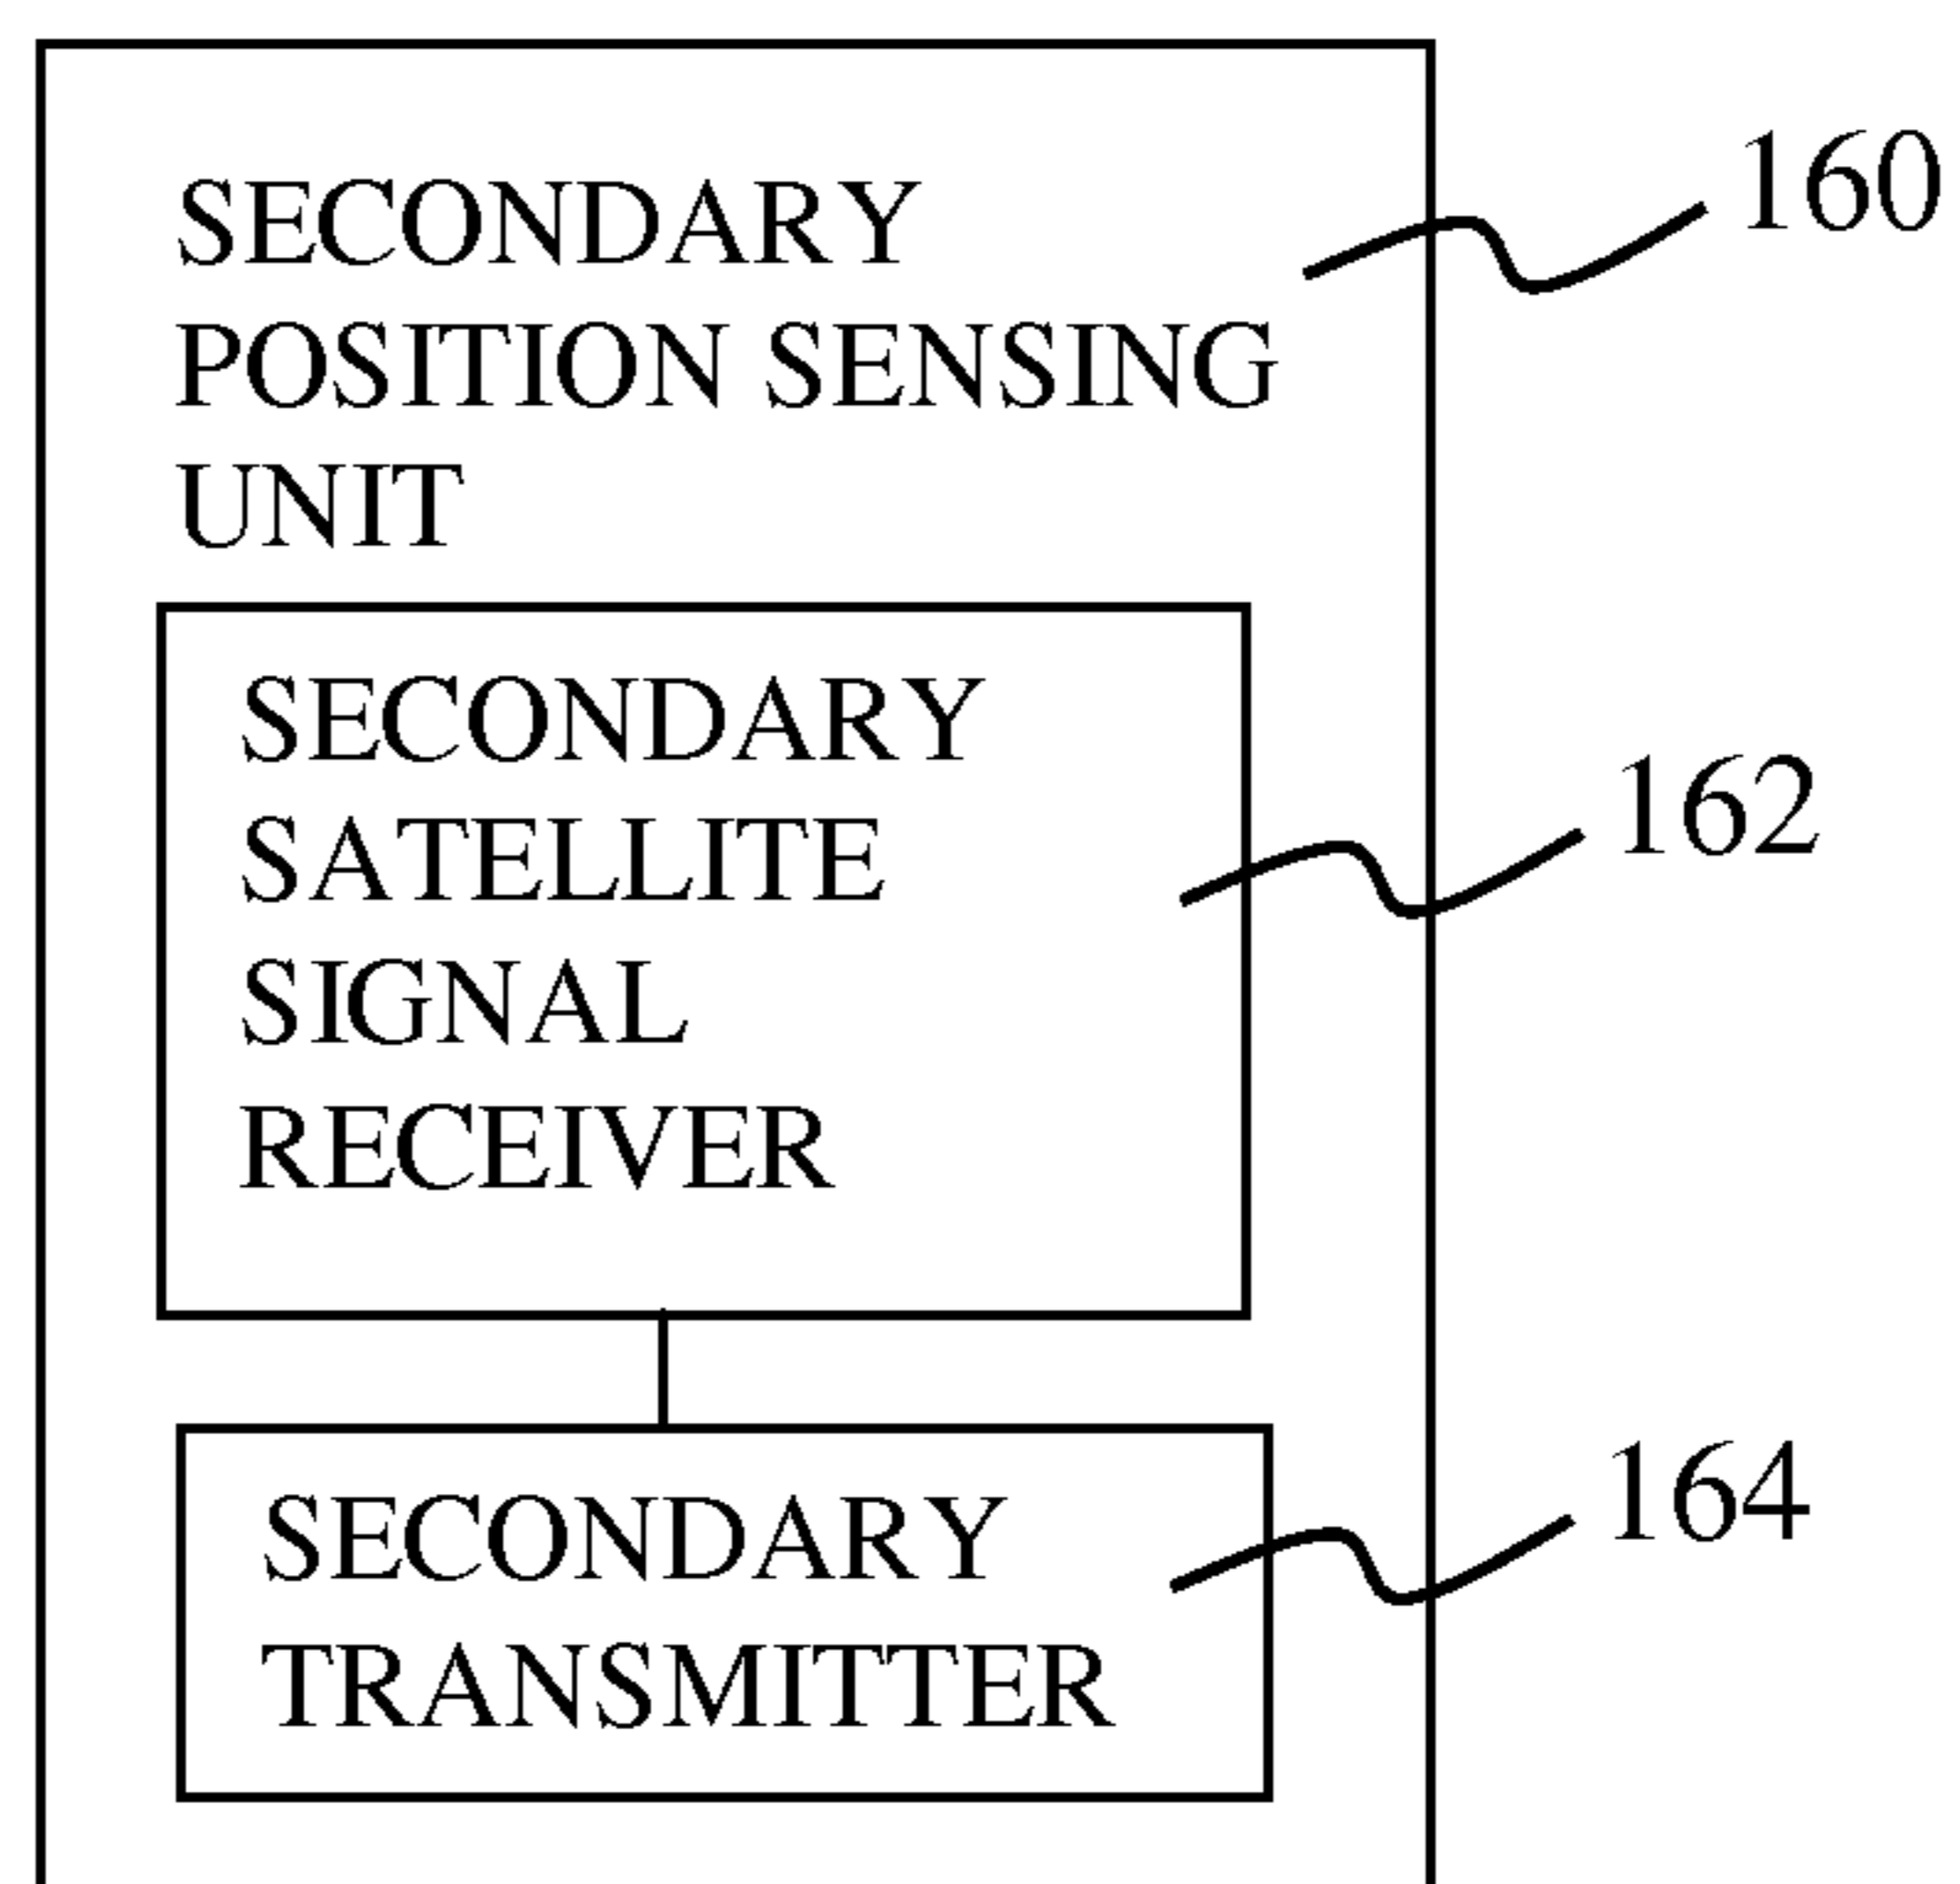 SECONDARY
POSITION SENSING
UNIT
160
SECONDARY
SATELLITE
SIGNAL
RECEIVER
162
SECONDARY
TRANSMITTER
164